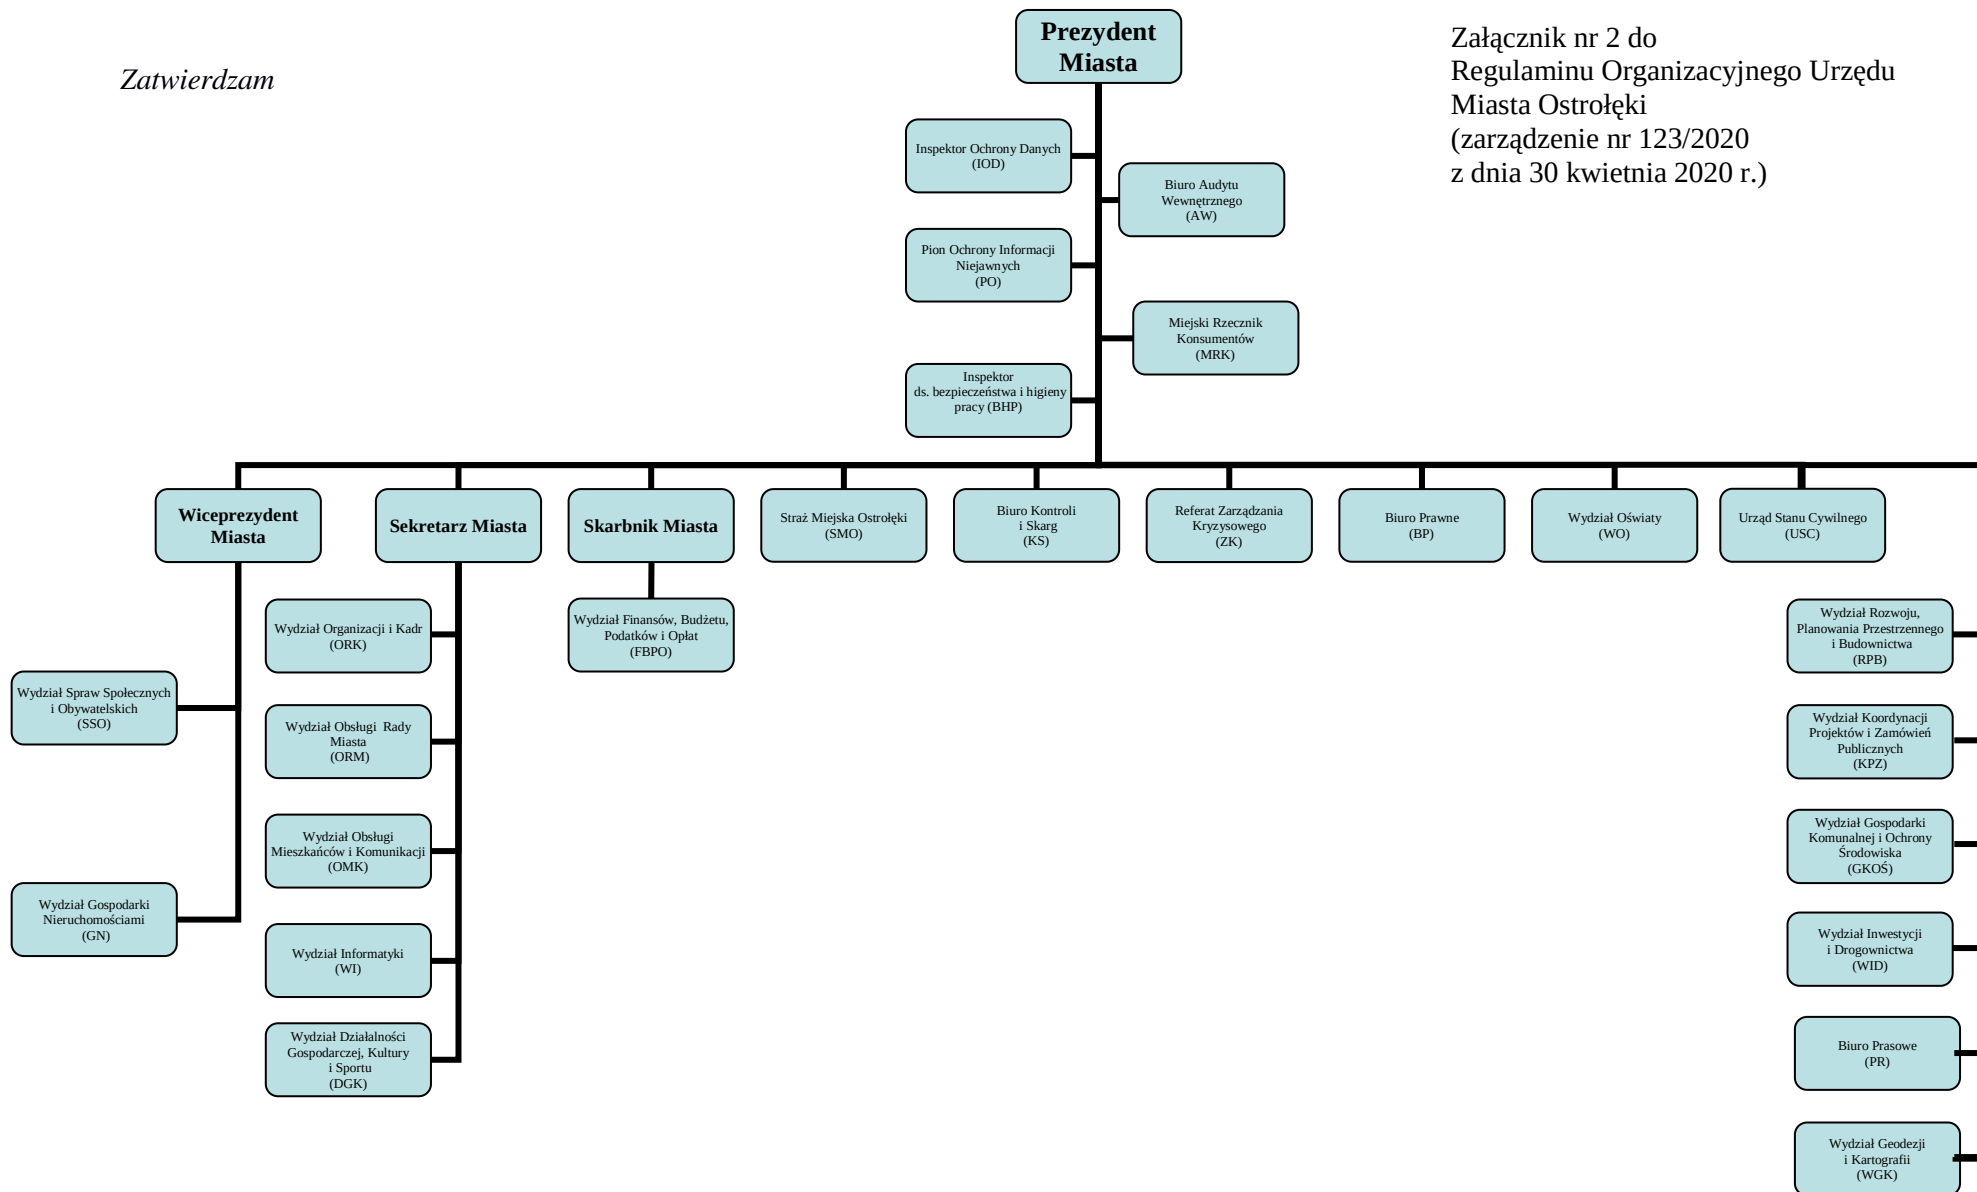 Zatwierdzam
Prezydent
Miasta
Załącznik nr 2 do
Regulaminu Organizacyjnego Urzędu
Miasta Ostrołęki
(zarządzenie nr 123/2020
z dnia 30 kwietnia 2020 r.)
Inspektor Ochrony Danych
(IOD)
Biuro Audytu
Wewnętrznego
(AW)
Pion Ochrony Informacji
Niejawnych
(PO)
Miejski Rzecznik
Konsumentów
(MRK)
Inspektor
ds. bezpieczeństwa i higieny
pracy (BHP)
Wiceprezydent
Miasta
Sekretarz Miasta
Skarbnik Miasta
Straż Miejska Ostrołęki
(SMO)
Biuro Kontroli
i Skarg
(KS)
Referat Zarządzania
Kryzysowego
(ZK)
Biuro Prawne
(BP)
Wydział Oświaty
(WO)
Urząd Stanu Cywilnego
(USC)
Wydział Spraw Społecznych
i Obywatelskich
(SSO)
Wydział Gospodarki
Nieruchomościami
(GN)
Wydział Organizacji i Kadr
(ORK)
Wydział Obsługi  Rady
Miasta
(ORM)
Wydział Obsługi
Mieszkańców i Komunikacji
(OMK)
Wydział Informatyki
(WI)
Wydział Działalności
Gospodarczej, Kultury
i Sportu
(DGK)
Wydział Finansów, Budżetu,
Podatków i Opłat
(FBPO)
Wydział Rozwoju,
Planowania Przestrzennego
i Budownictwa
(RPB)
Wydział Koordynacji
Projektów i Zamówień
Publicznych
(KPZ)
Wydział Gospodarki
Komunalnej i Ochrony
Środowiska
(GKOŚ)
Wydział Inwestycji
i Drogownictwa
(WID)
Biuro Prasowe
(PR)
Wydział Geodezji
i Kartografii
(WGK)